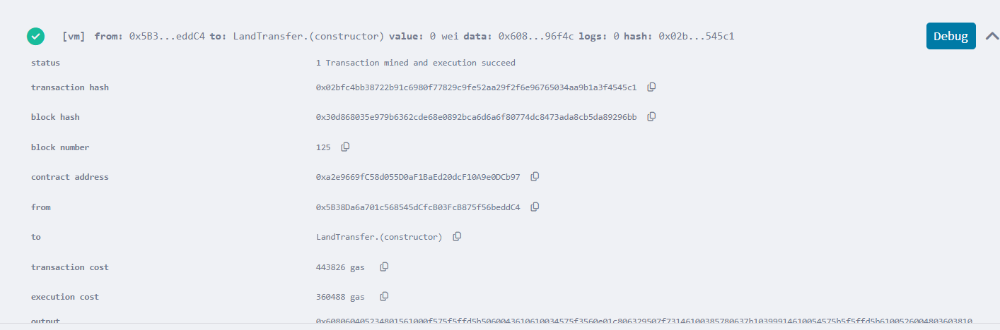 [vm] from: 0x5B3...eddC4 to: LandTransfer.(constructor) value: 0 wei data: 0x608...96f4c logs: 0 hash: 0x02b...545c1 Debug
status 1 Transaction mined and execution succeed
transaction hash 0x02bfc4bb38722b91c6980f77829c9fe52aa29f2f6e96765034aa9b1a3f4545c1
block hash 0x30d868035e979b6362cde68e0892bca6d6a6f80774dc8473ada8cb5da89296bb
block number 125
contract address 0xa2e9669fC58d055D0aF1BaEd20dcF10A9e0DCb97
from 0x5B38Da6a701c568545dCfcB03FcB875f56beddC4
to LandTransfer.(constructor)
transaction cost 443826 gas
execution cost 360488 gas
output 0x608060405234801561000f575f5ffd5b5060043610610034575f3560e01c806329507f73146100385780637b10399914610054575b5f5ffd5b6100526004803603810